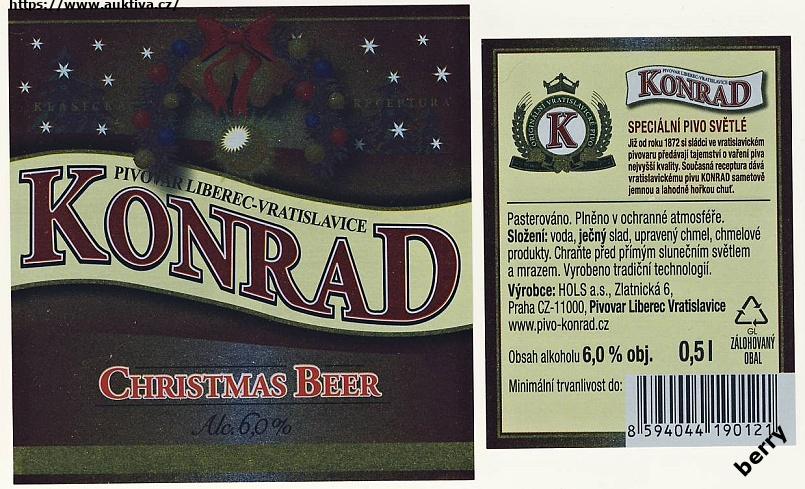 https://www.auktiva.cz/
KLASICKÁ RECEPTURA
PIVOVAR LIBEREC-VRATISLAVICE
KONRAD
CHRISTMAS BEER
Alc. 6,0%
ORIGINÁLNÍ VRATISLAVICKÉ PIVO
K
PIVOVAR LIBEREC-VRATISLAVICE
KONRAD
SPECIÁLNÍ PIVO SVĚTLÉ
Již od roku 1872 si sládci ve vratislavickém
pivovaru předávají tajemství o vaření piva
nejvyšší kvality. Současná receptura dává
vratislavickému pivu KONRAD sametově
jemnou a lahodně hořkou chuť.
Pasterováno. Plněno v ochranné atmosféře.
Složení: voda, ječný slad, upravený chmel, chmelové
produkty. Chraňte před přímým slunečním světlem
a mrazem. Vyrobeno tradiční technologií.
Výrobce: HOLS a.s., Zlatnická 6,
Praha CZ-11000, Pivovar Liberec Vratislavice
www.pivo-konrad.cz
GL
ZÁLOHOVANÝ
OBAL
Obsah alkoholu 6,0 % obj. 0,5 l
Minimální trvanlivost do:
8 594044 190121
berry